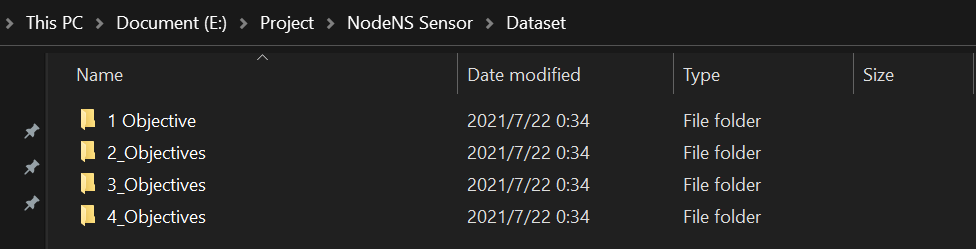 This PC > Document (E:) > Project > NodeNS Sensor > Dataset
Name Date modified Type Size
1 Objective 2021/7/22 0:34 File folder
2_Objectives 2021/7/22 0:34 File folder
3_Objectives 2021/7/22 0:34 File folder
4_Objectives 2021/7/22 0:34 File folder